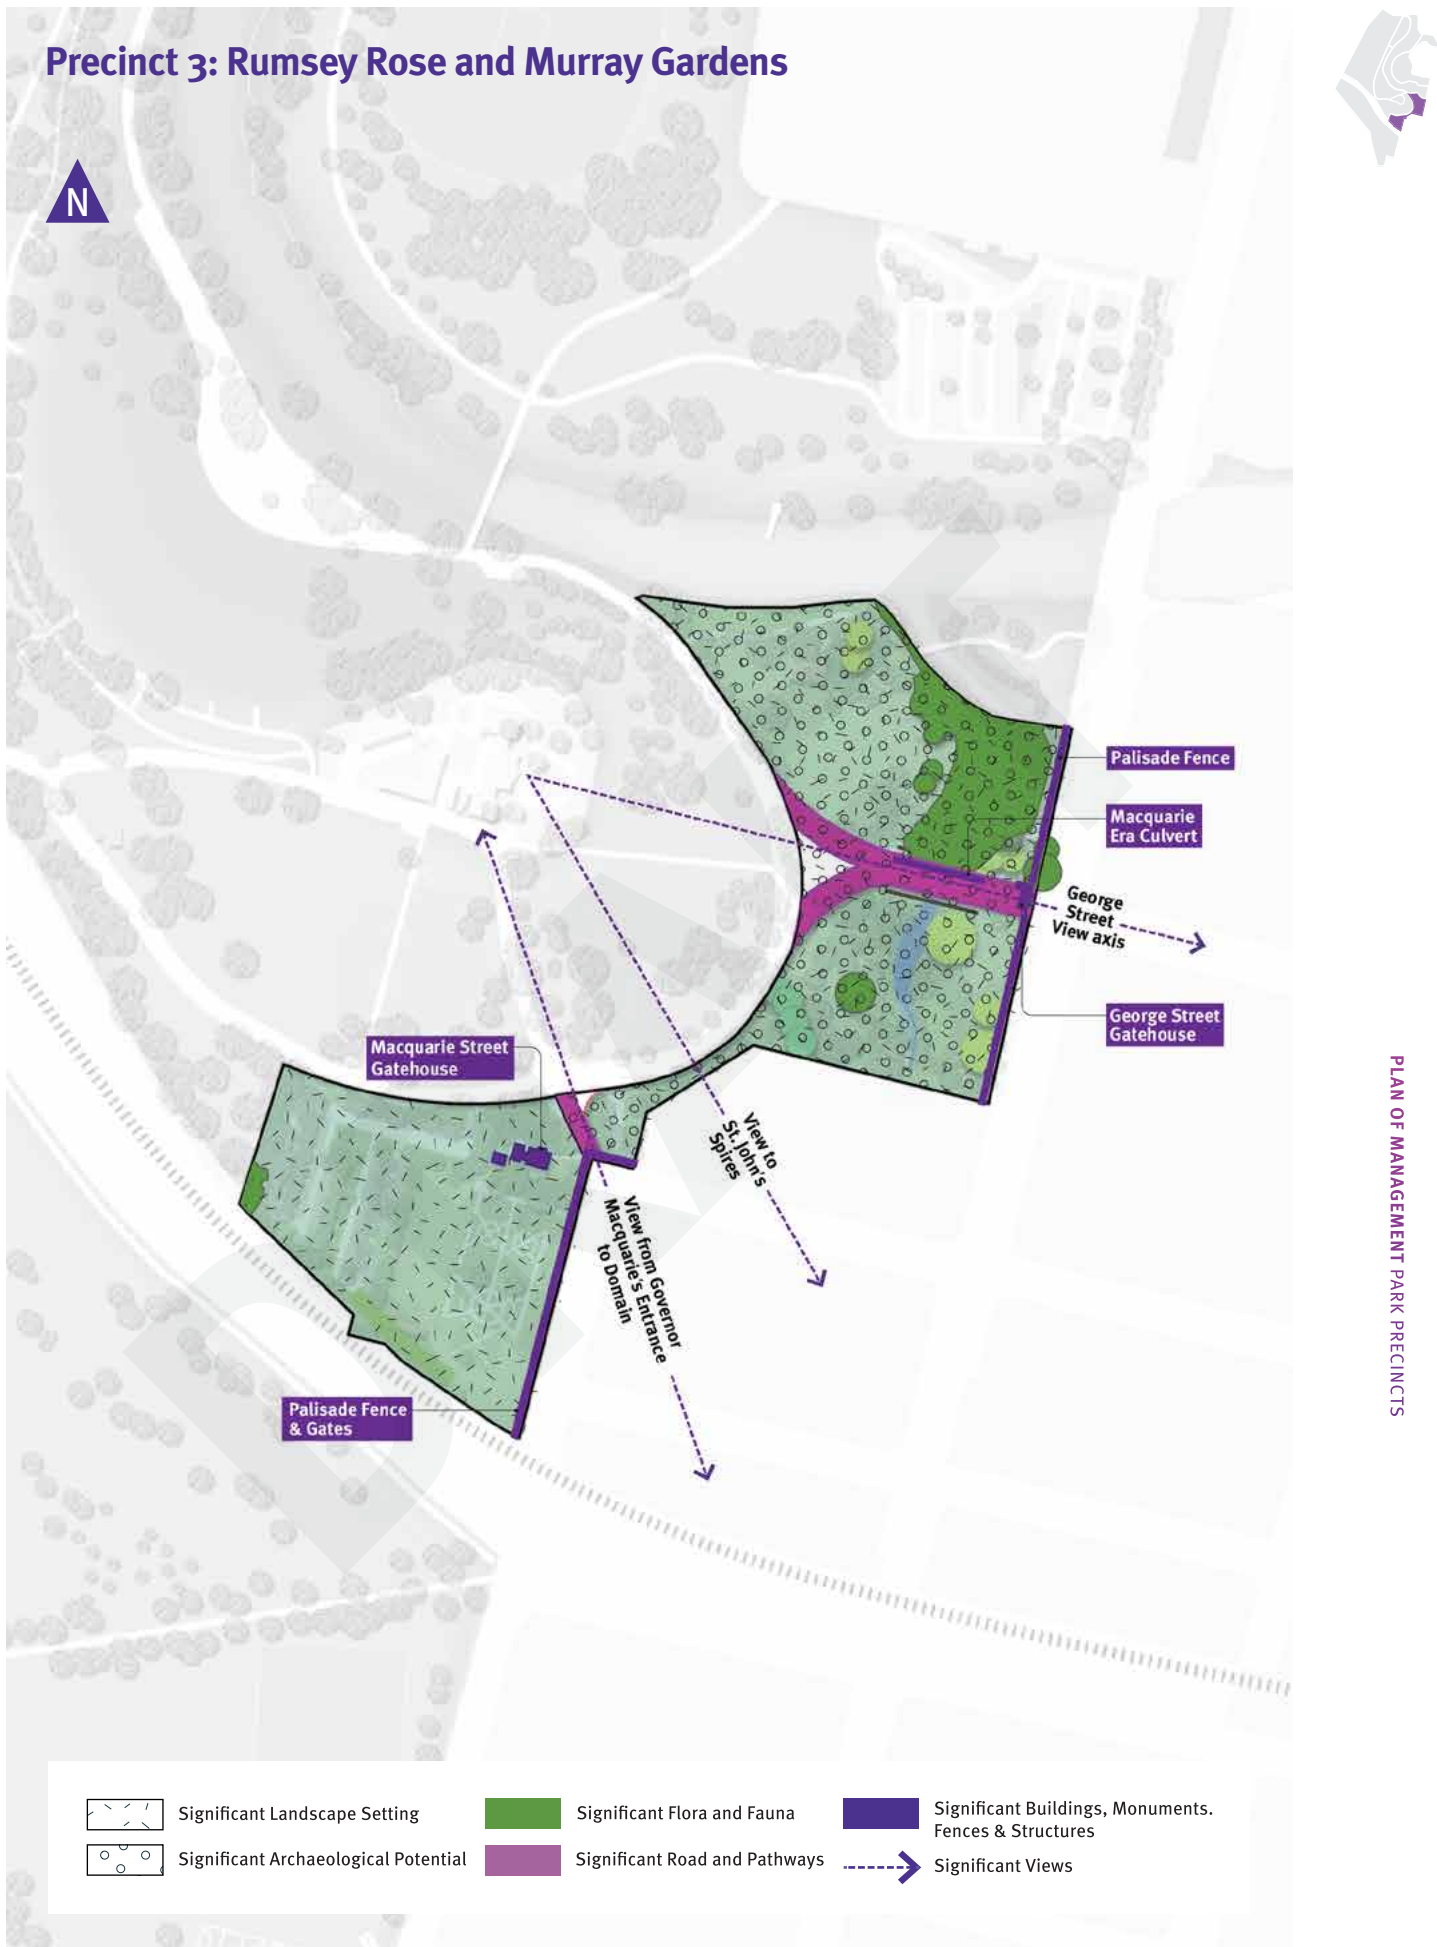 Precinct 3: Rumsey Rose and Murray Gardens
N
Palisade Fence
Macquarie
Era Culvert
George
Street
View axis
George Street
Gatehouse
Macquarie Street
Gatehouse
View to
St. John's
Spires
View from Governor
Macquarie's Entrance
to Domain
Palisade Fence
& Gates
PLAN OF MANAGEMENT PARK PRECINCTS
Significant Landscape Setting
Significant Archaeological Potential
Significant Flora and Fauna
Significant Road and Pathways
Significant Buildings, Monuments.
Fences & Structures
Significant Views
DRAFT